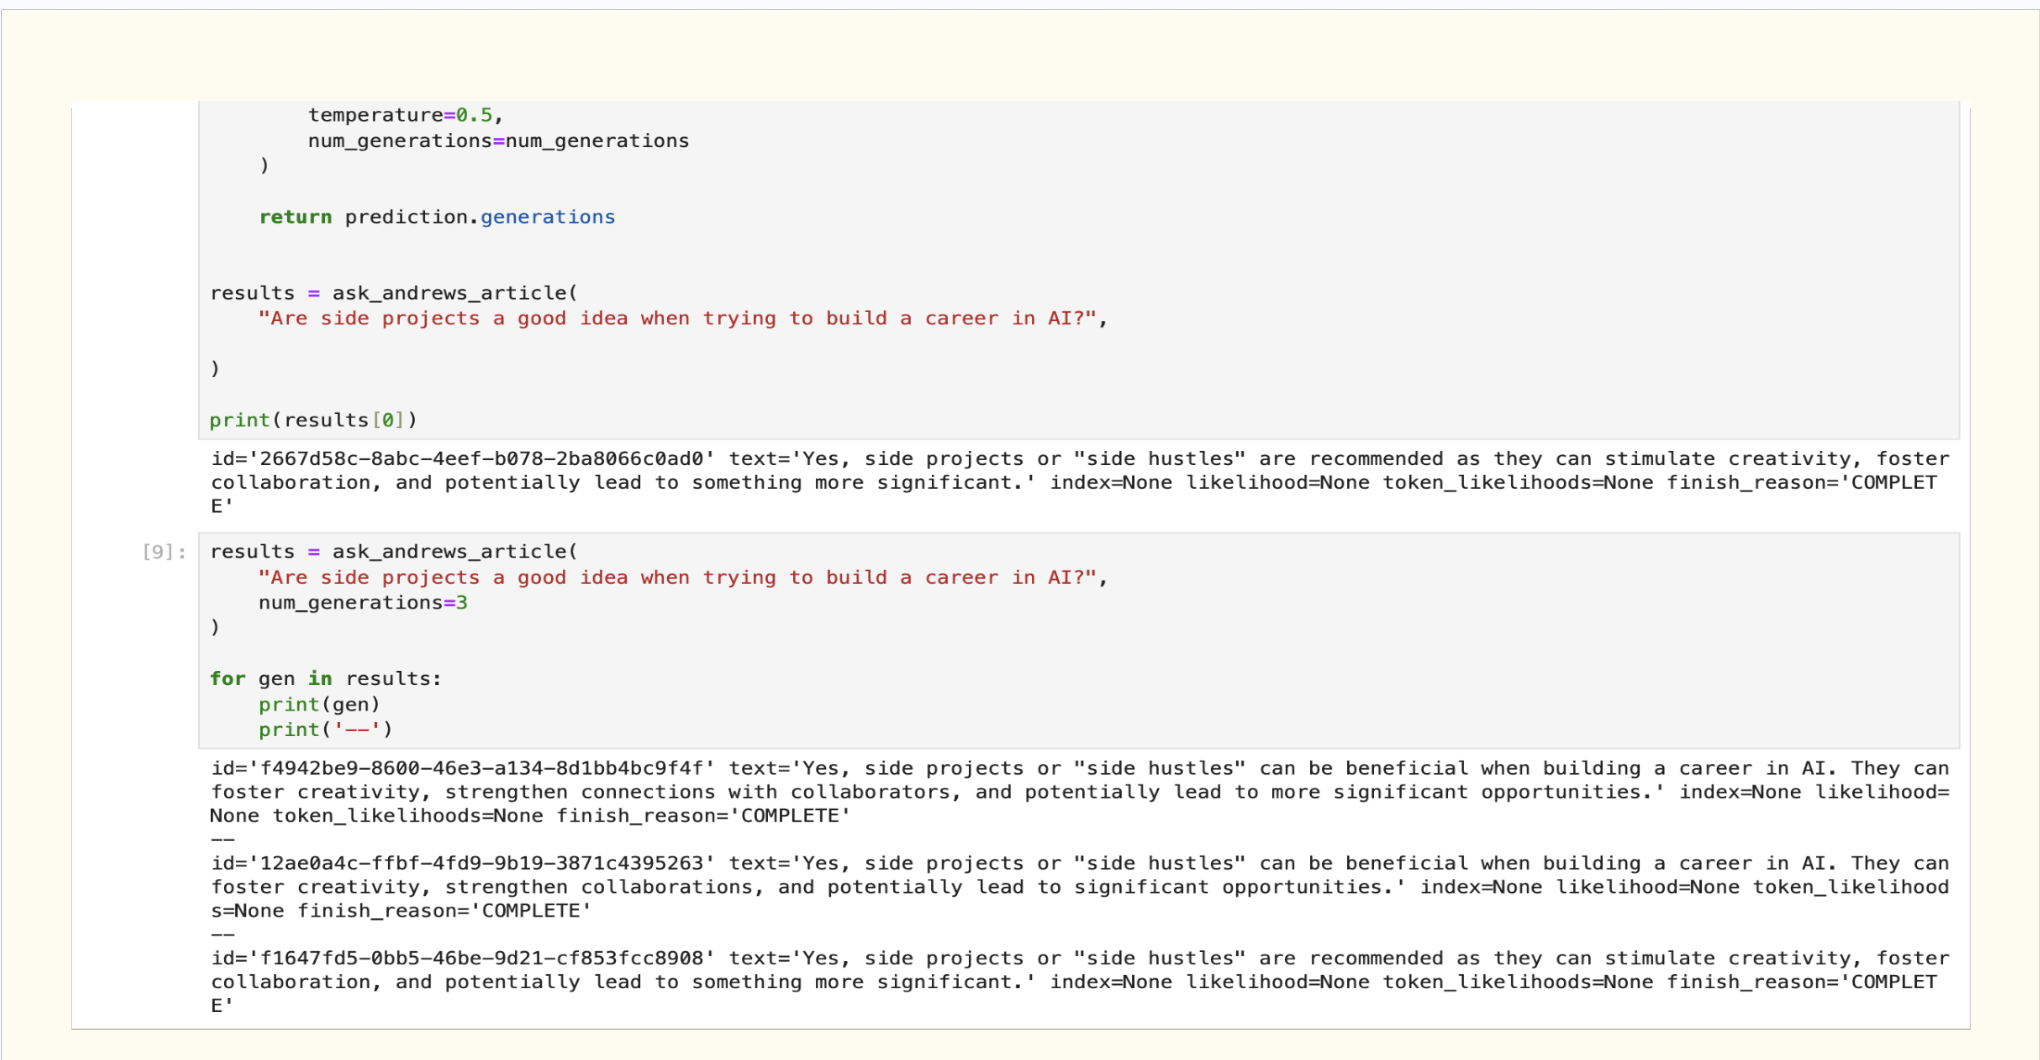 temperature=0.5,
num_generations=num_generations
)
return prediction.generations
results = ask_andrews_article(
"Are side projects a good idea when trying to build a career in AI?",
)
print(results[0])
id='2667d58c-8abc-4eef-b078-2ba8066c0ad0' text='Yes, side projects or "side hustles" are recommended as they can stimulate creativity, foster
collaboration, and potentially lead to something more significant.' index=None likelihood=None token_likelihoods=None finish_reason='COMPLET
E'
[9]: results = ask_andrews_article(
"Are side projects a good idea when trying to build a career in AI?",
num_generations=3
)
for gen in results:
print(gen)
print('--')
id='f4942be9-8600-46e3-a134-8d1bb4bc9f4f' text='Yes, side projects or "side hustles" can be beneficial when building a career in AI. They can
foster creativity, strengthen connections with collaborators, and potentially lead to more significant opportunities.' index=None likelihood=
None token_likelihoods=None finish_reason='COMPLETE'
--
id='12ae0a4c-ffbf-4fd9-9b19-3871c4395263' text='Yes, side projects or "side hustles" can be beneficial when building a career in AI. They can
foster creativity, strengthen collaborations, and potentially lead to significant opportunities.' index=None likelihood=None token_likelihood
s=None finish_reason='COMPLETE'
--
id='f1647fd5-0bb5-46be-9d21-cf853fcc8908' text='Yes, side projects or "side hustles" are recommended as they can stimulate creativity, foster
collaboration, and potentially lead to something more significant.' index=None likelihood=None token_likelihoods=None finish_reason='COMPLET
E'